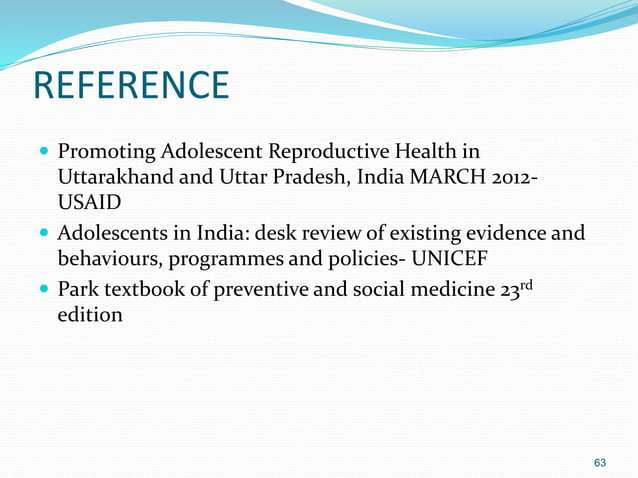 REFERENCE
• Promoting Adolescent Reproductive Health in
Uttarakhand and Uttar Pradesh, India MARCH 2012-
USAID
• Adolescents in India: desk review of existing evidence and
behaviours, programmes and policies- UNICEF
• Park textbook of preventive and social medicine 23rd
edition
63